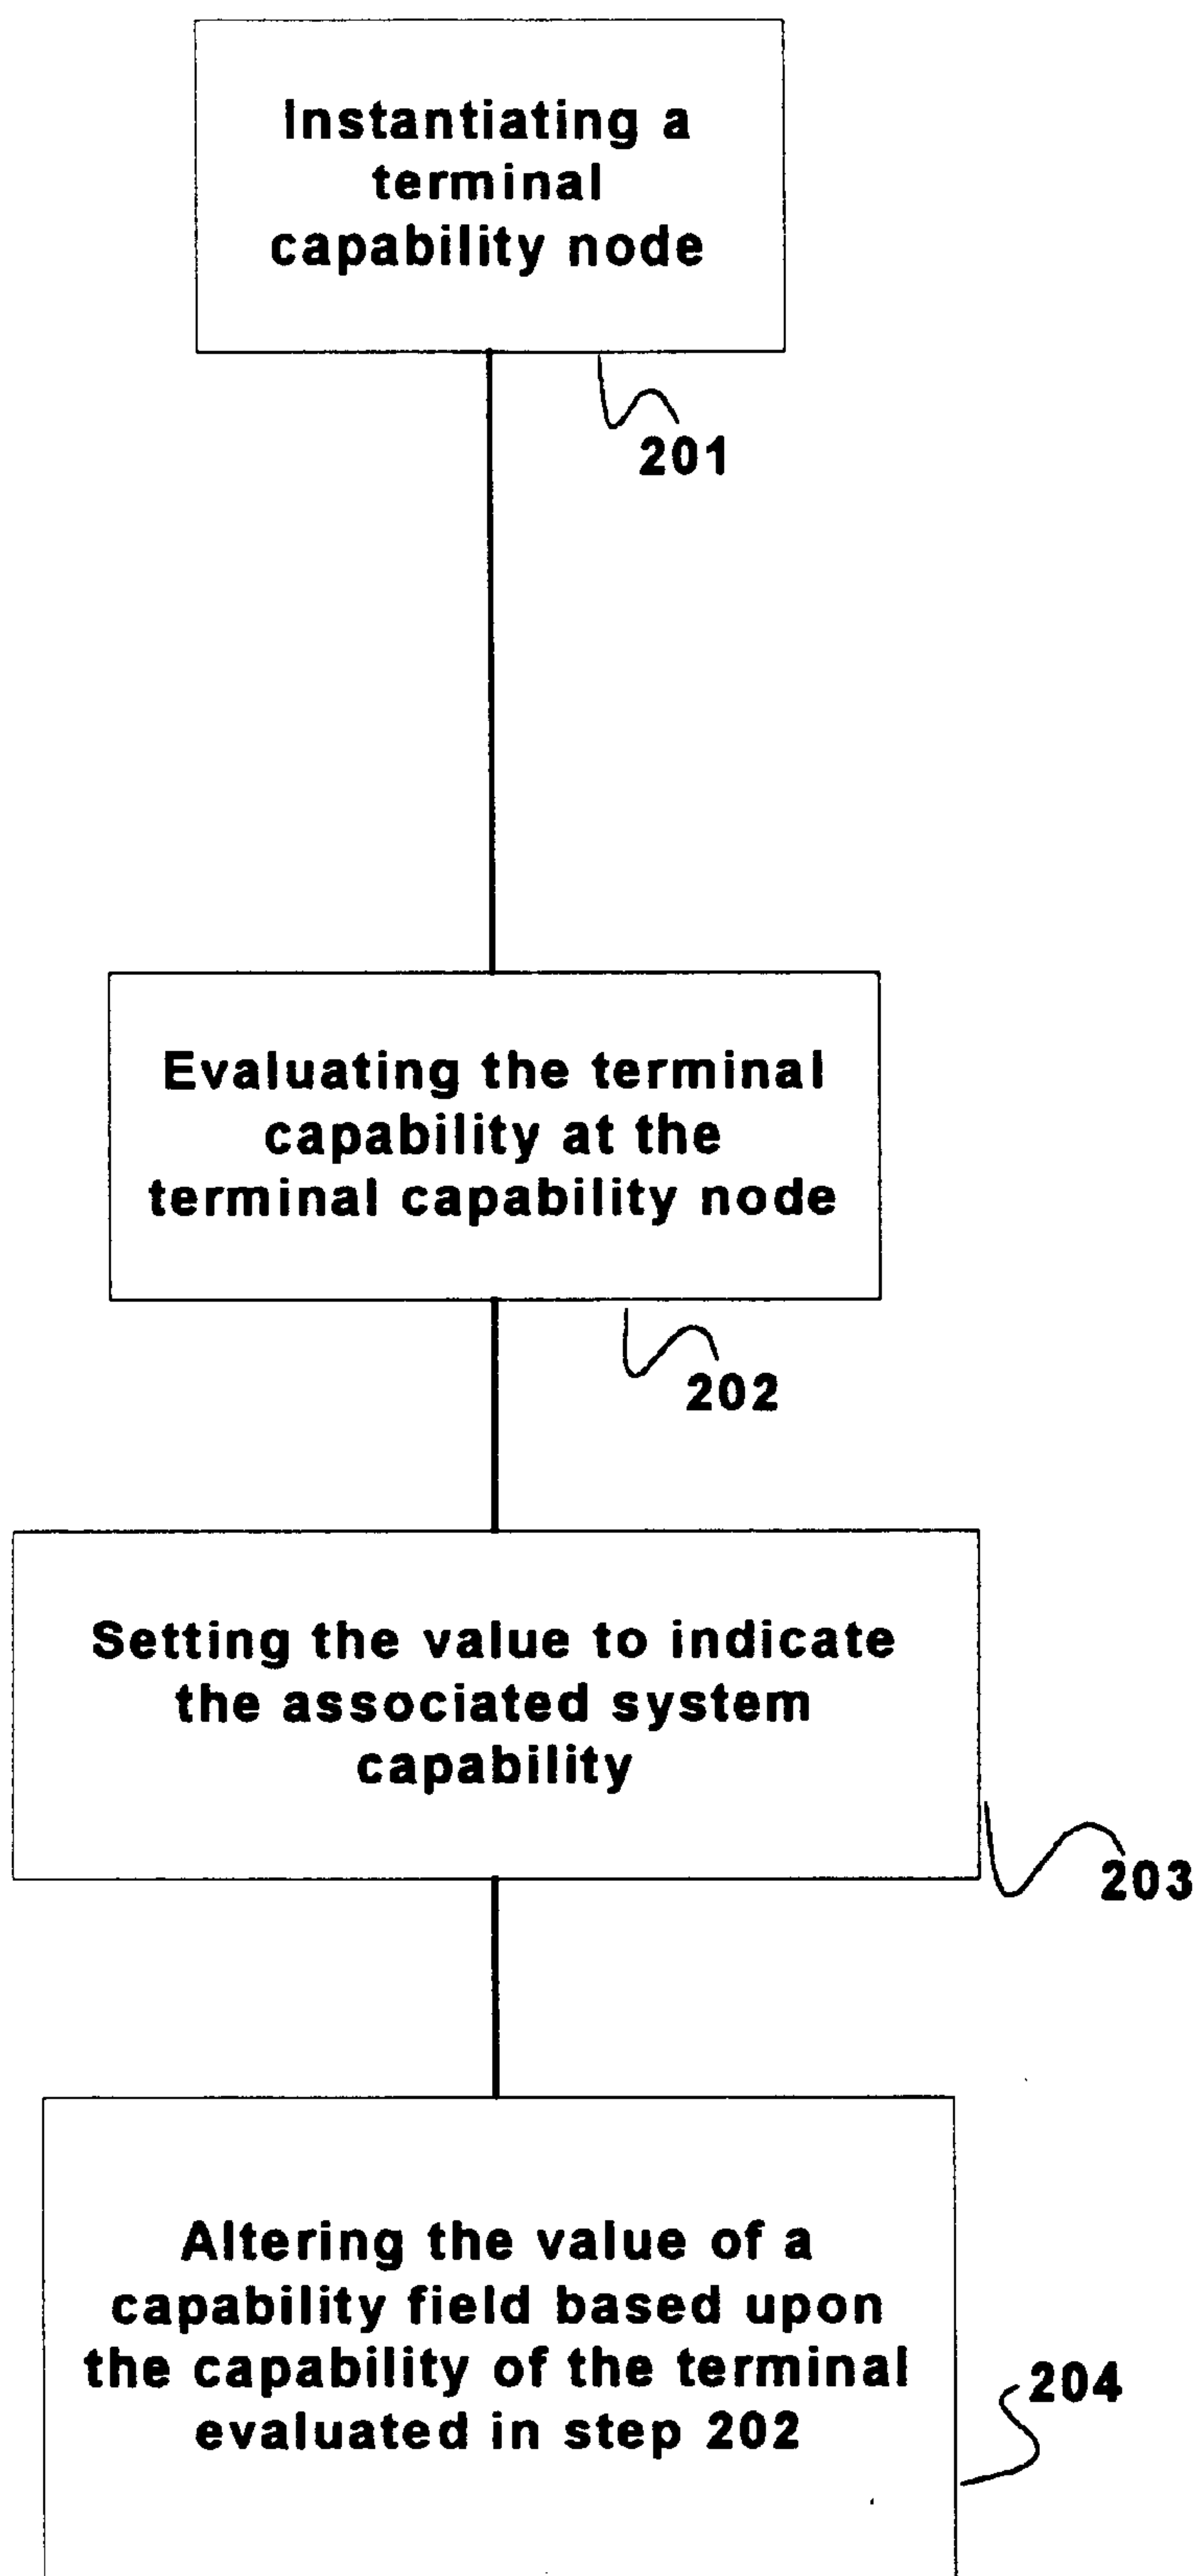 Instantiating a
terminal
capability node
201
Evaluating the terminal
capability at the
terminal capability node
202
Setting the value to indicate
the associated system
capability
203
Altering the value of a
capability field based upon
the capability of the terminal
evaluated in step 202
204